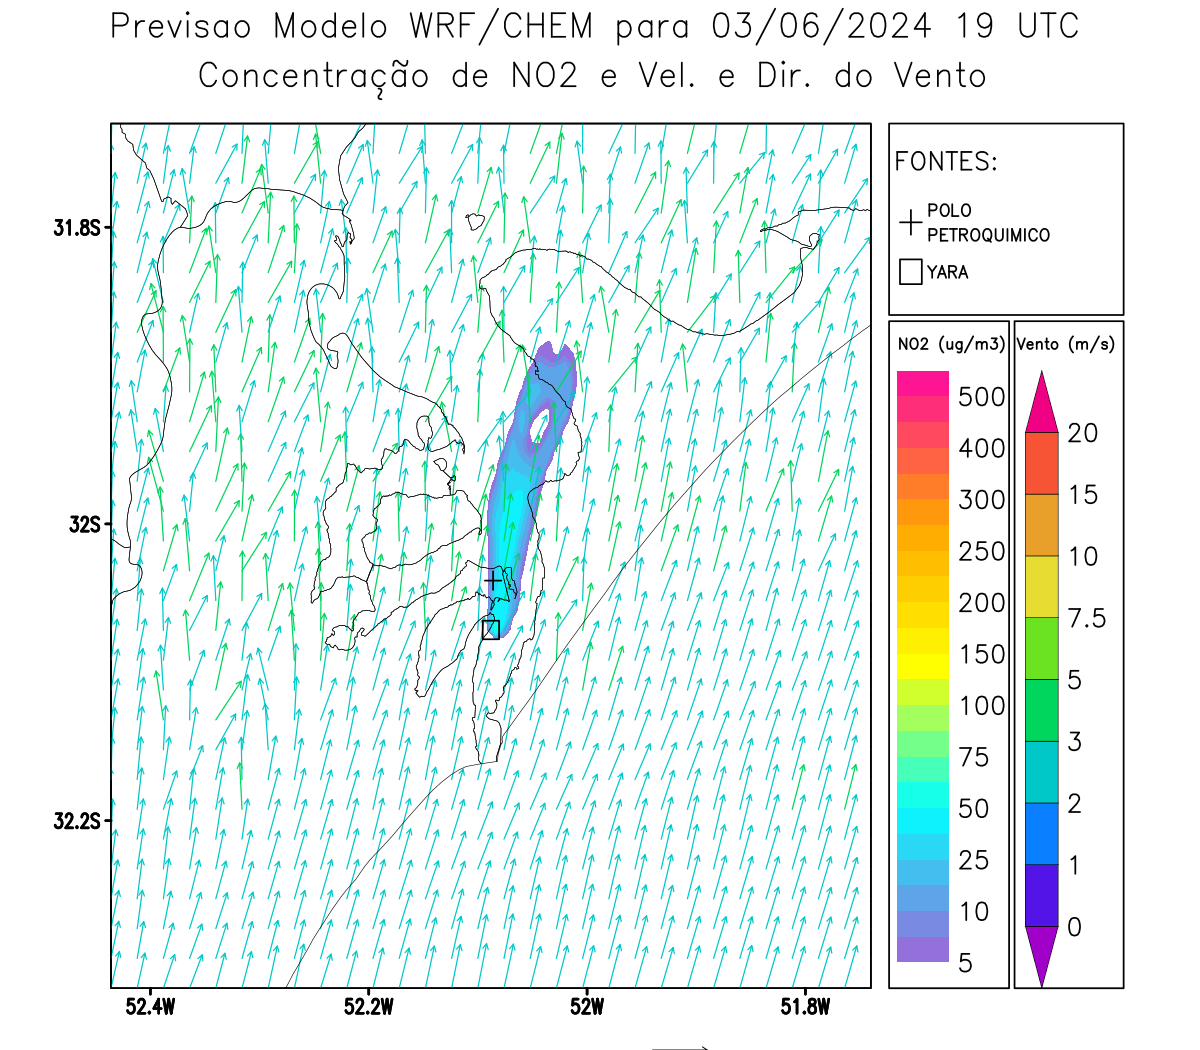 Previsao Modelo WRF/CHEM para 03/06/2024 19 UTC
Concentração de NO2 e Vel. e Dir. do Vento
FONTES:
POLO
PETROQUIMICO
YARA
31.8S
32S
32.2S
52.4W
52.2W
52W
51.8W
NO2 (ug/m3)
500
400
300
250
200
150
100
75
50
25
10
5
Vento (m/s)
20
15
10
7.5
5
3
2
1
0